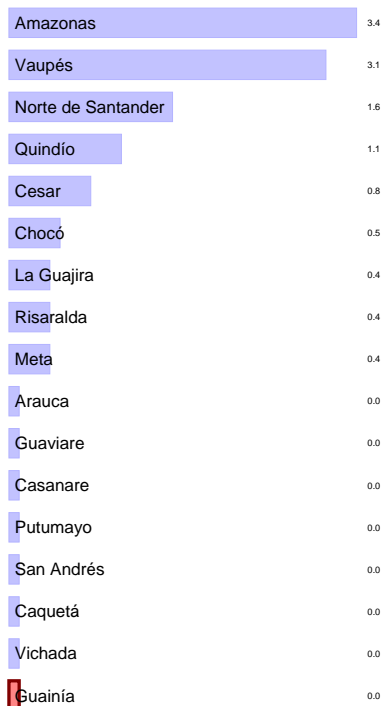 Amazonas 3.4
Vaupés 3.1
Norte de Santander 1.6
Quindío 1.1
Cesar 0.8
Chocó 0.5
La Guajira 0.4
Risaralda 0.4
Meta 0.4
Arauca 0.0
Guaviare 0.0
Casanare 0.0
Putumayo 0.0
San Andrés 0.0
Caquetá 0.0
Vichada 0.0
Guainía 0.0